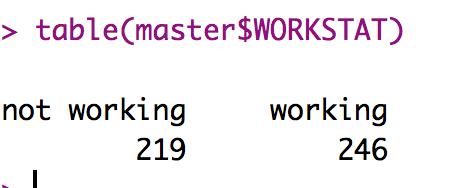 > table(master$WORKSTAT)
not working working
219 246
>